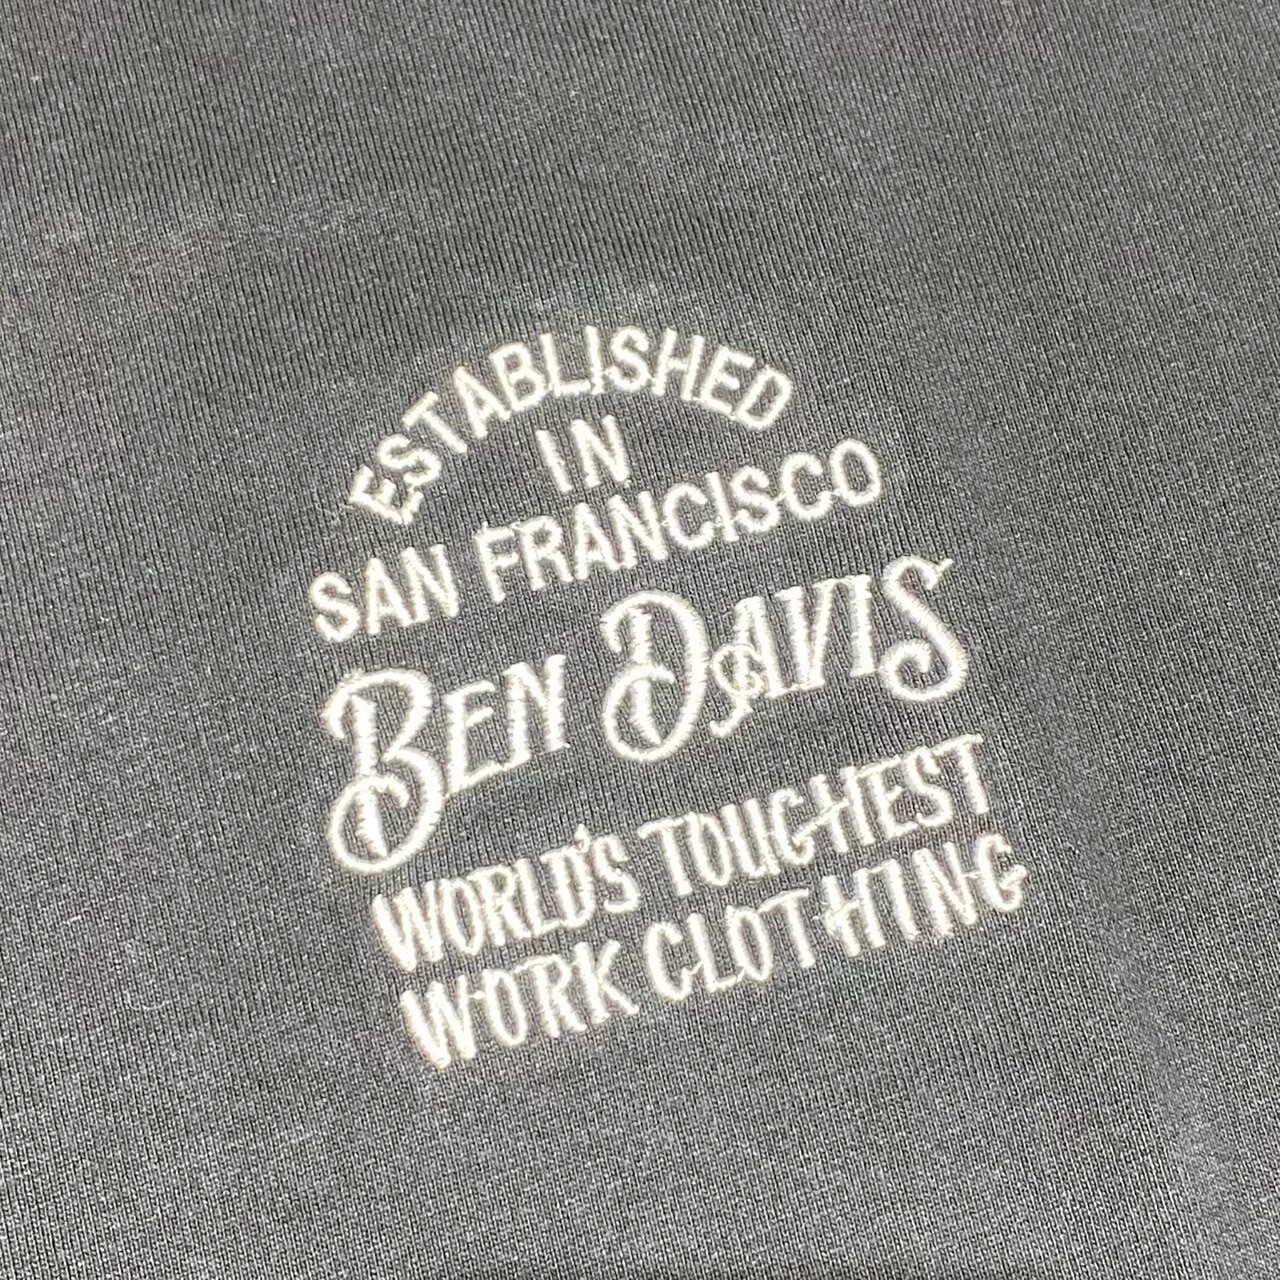 ESTABLISHED
IN
SAN FRANCISCO
BEN DAVIS
WORLD'S TOUGHEST
WORK CLOTHING